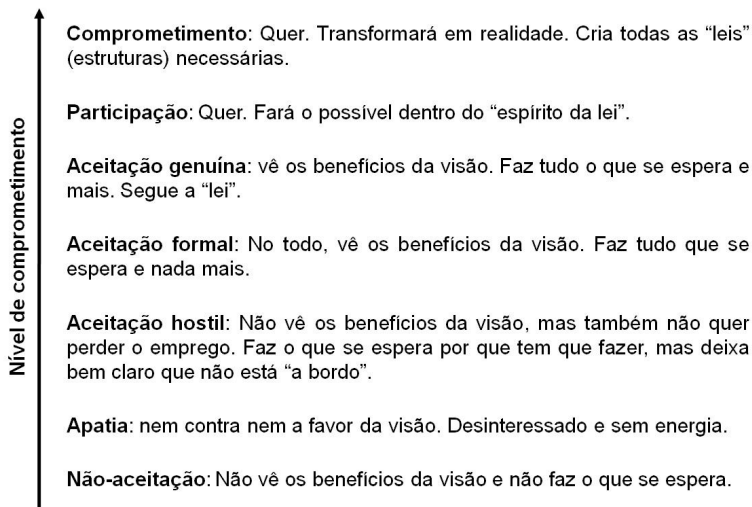 Nível de comprometimento
Comprometimento: Quer. Transformará em realidade. Cria todas as “leis”
(estruturas) necessárias.
Participação: Quer. Fará o possível dentro do “espírito da lei”.
Aceitação genuína: vê os benefícios da visão. Faz tudo o que se espera e
mais. Segue a “lei”.
Aceitação formal: No todo, vê os benefícios da visão. Faz tudo que se
espera e nada mais.
Aceitação hostil: Não vê os benefícios da visão, mas também não quer
perder o emprego. Faz o que se espera por que tem que fazer, mas deixa
bem claro que não está “a bordo”.
Apatia: nem contra nem a favor da visão. Desinteressado e sem energia.
Não-aceitação: Não vê os benefícios da visão e não faz o que se espera.